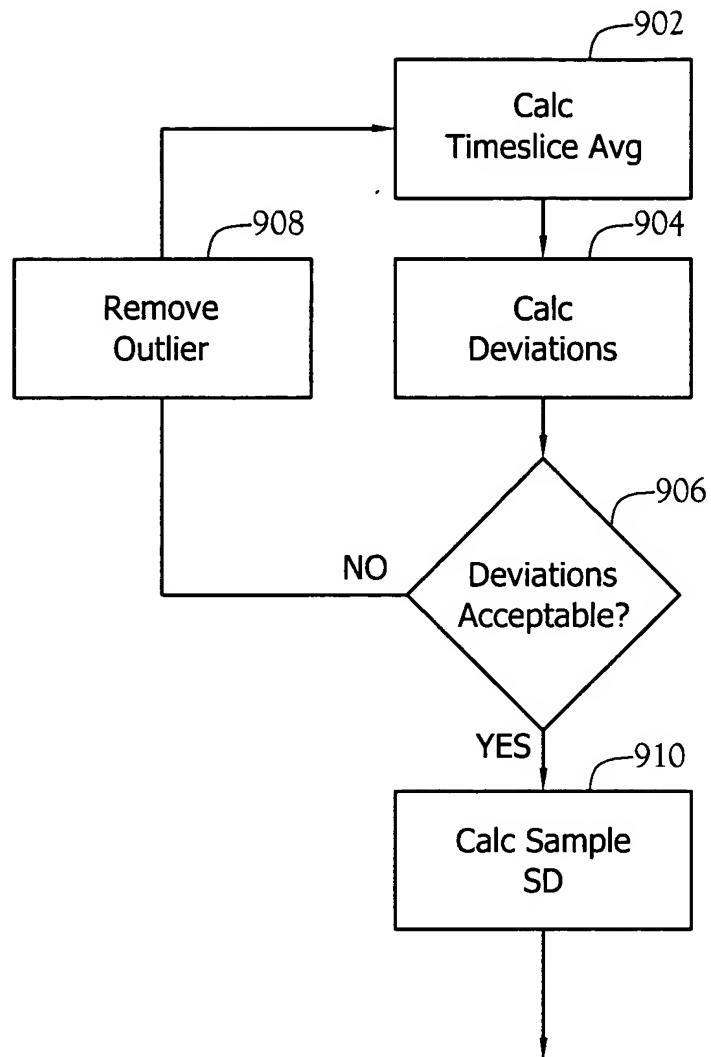 902
Calc
Timeslice Avg
908
904
Remove
Outlier
Calc
Deviations
906
NO
Deviations
Acceptable?
YES
910
Calc Sample
SD